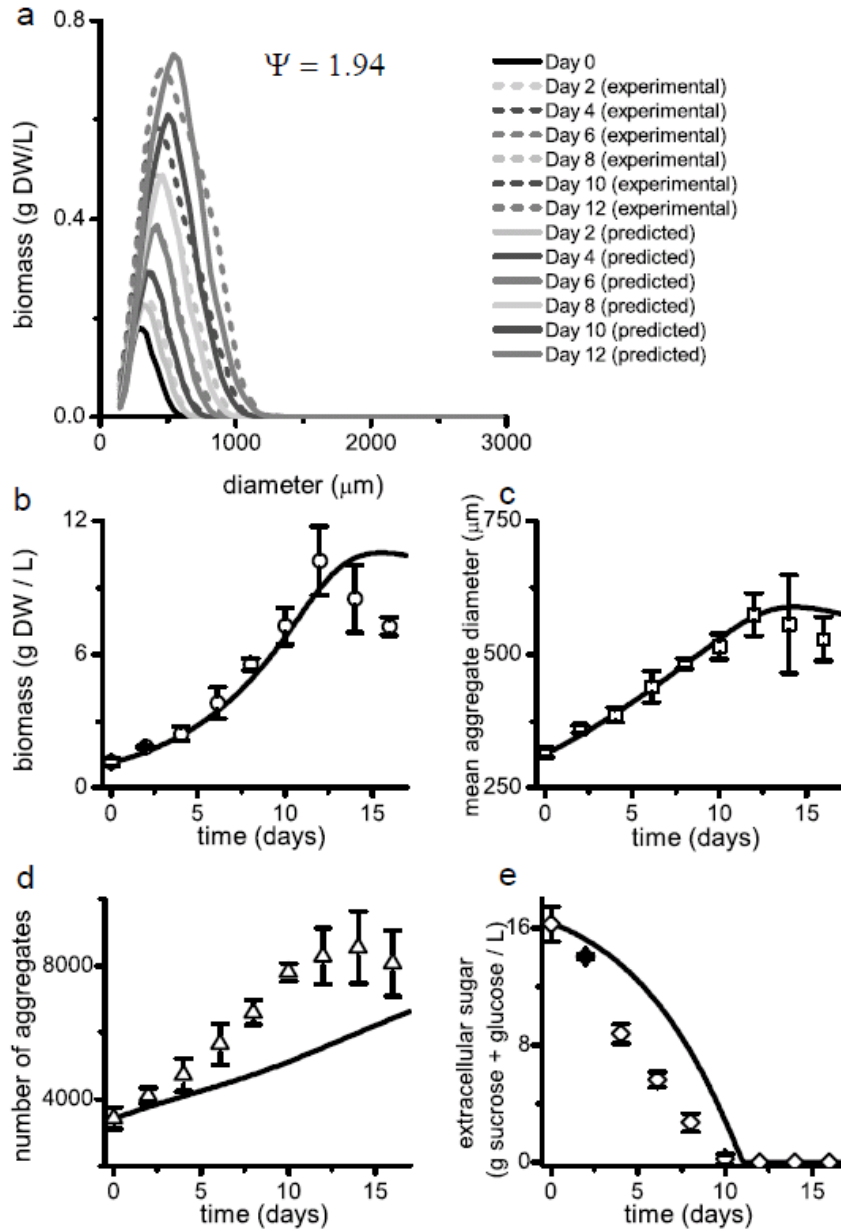 a
0.8
0.4
0.0
biomass (g DW/L)
Ψ = 1.94
Day 0
Day 2 (experimental)
Day 4 (experimental)
Day 6 (experimental)
Day 8 (experimental)
Day 10 (experimental)
Day 12 (experimental)
Day 2 (predicted)
Day 4 (predicted)
Day 6 (predicted)
Day 8 (predicted)
Day 10 (predicted)
Day 12 (predicted)
0 1000 2000 3000
diameter (μm)
b
12
6
0
biomass (g DW / L)
0 5 10 15
time (days)
c
750
500
250
mean aggregate diameter (μm)
0 5 10 15
time (days)
d
8000
4000
number of aggregates
0 5 10 15
time (days)
e
16
8
0
extracellular sugar
(g sucrose + glucose / L)
0 5 10 15
time (days)